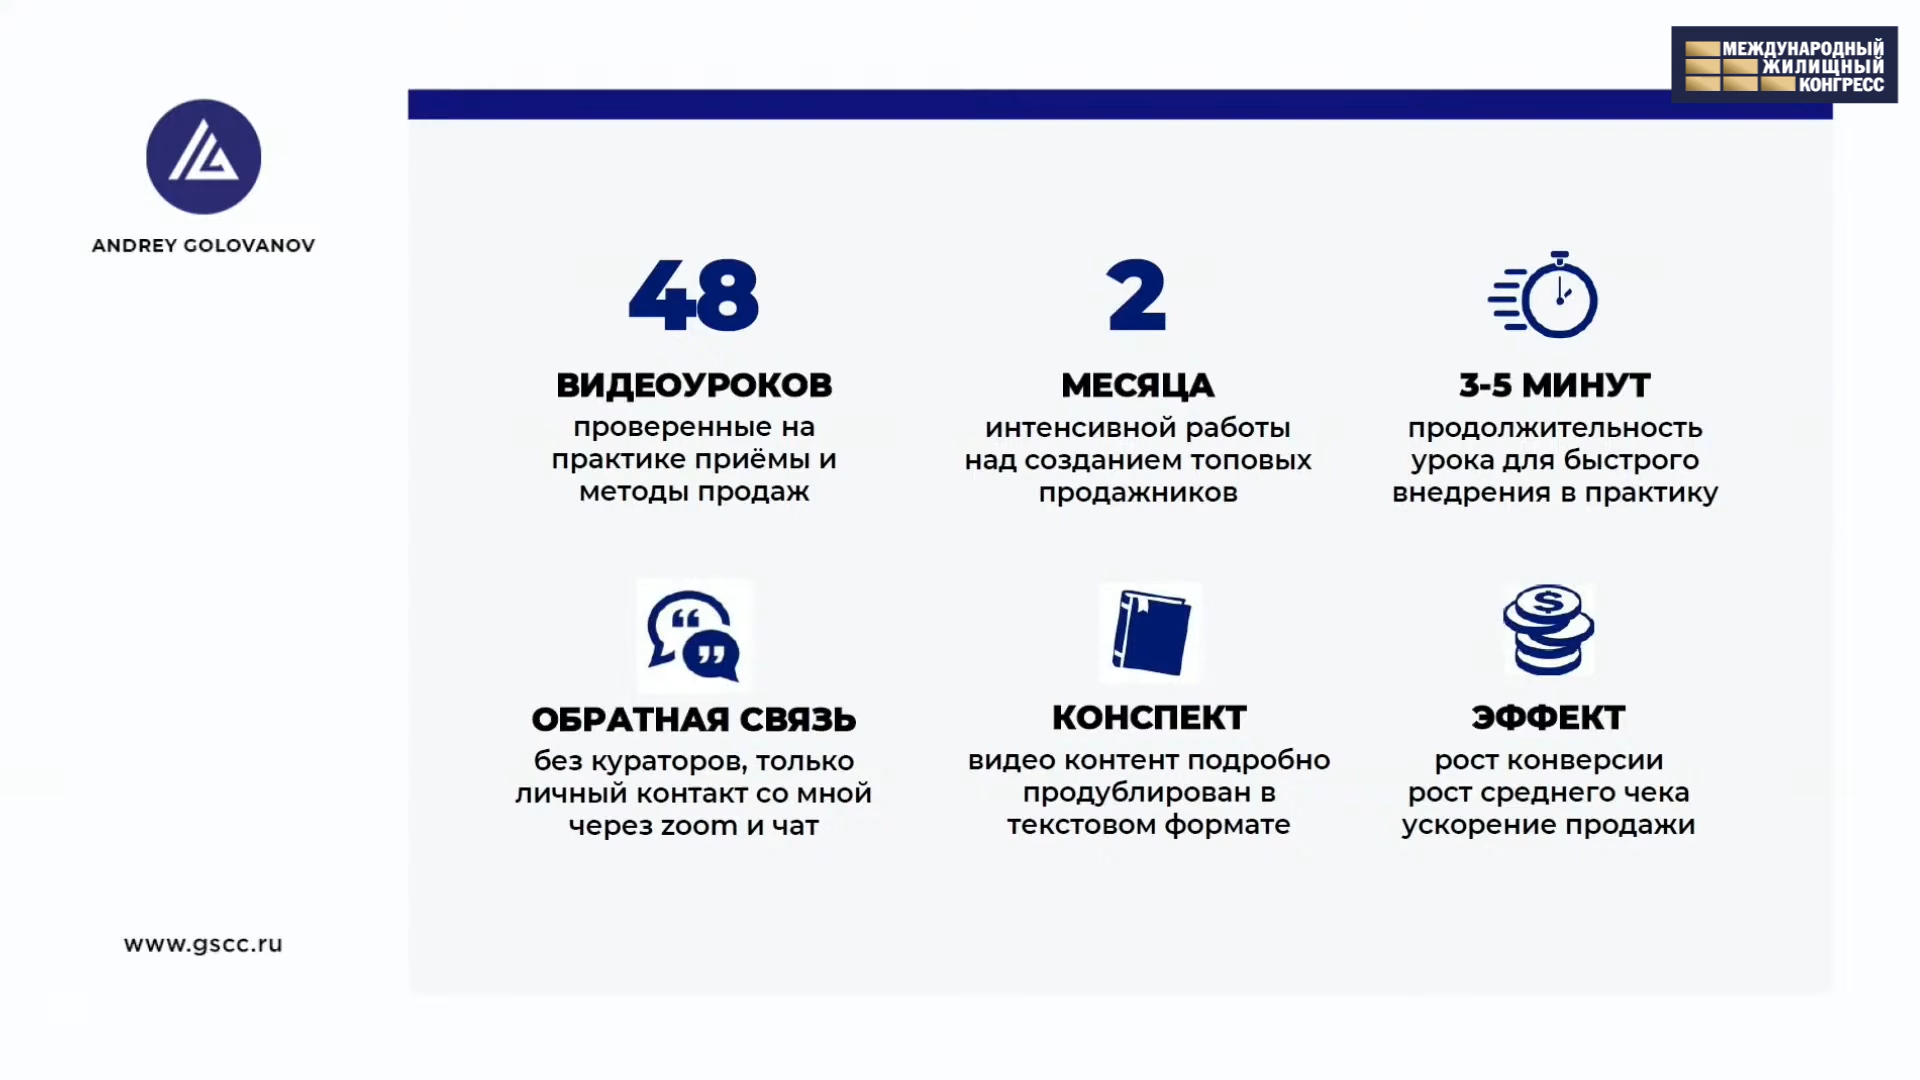 МЕЖДУНАРОДНЫЙ
ЖИЛИЩНЫЙ
КОНГРЕСС
ANDREY GOLOVANOV
48
ВИДЕОУРОКОВ
проверенные на
практике приёмы и
методы продаж
2
МЕСЯЦА
интенсивной работы
над созданием топовых
продажников
3-5 МИНУТ
продолжительность
урока для быстрого
внедрения в практику
ОБРАТНАЯ СВЯЗЬ
без кураторов, только
личный контакт со мной
через zoom и чат
КОНСПЕКТ
видео контент подробно
продублирован в
текстовом формате
ЭФФЕКТ
рост конверсии
рост среднего чека
ускорение продажи
www.gscc.ru